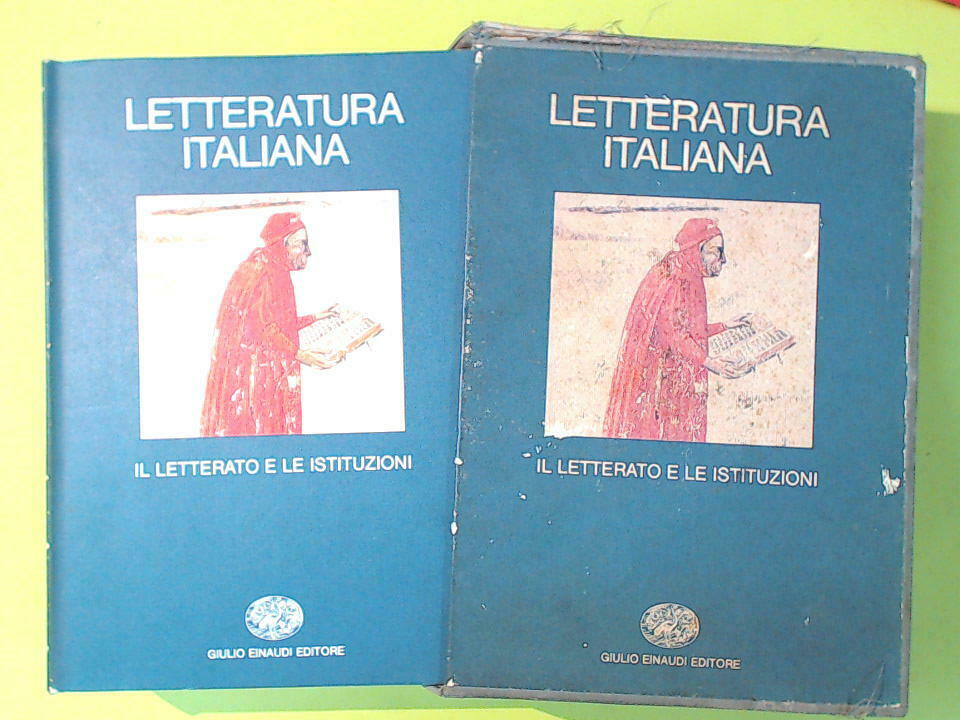 LETTERATURA
ITALIANA
IL LETTERATO E LE ISTITUZIONI
GIULIO EINAUDI EDITORE
LETTERATURA
ITALIANA
IL LETTERATO E LE ISTITUZIONI
GIULIO EINAUDI EDITORE